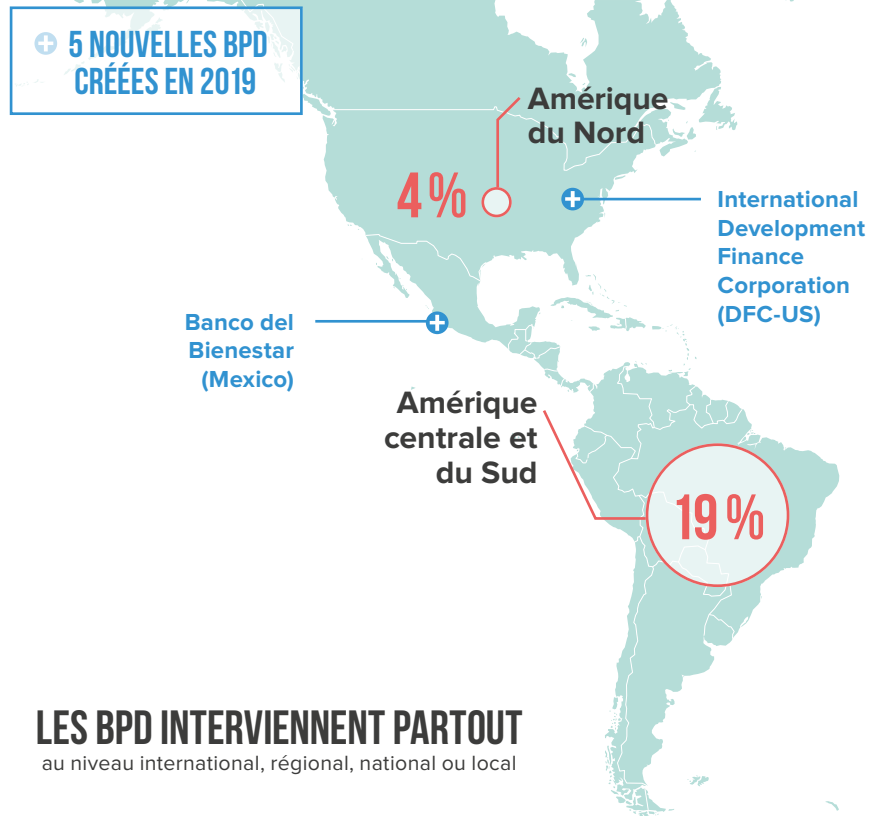 5 NOUVELLES BPD
CRÉÉES EN 2019
Amérique
du Nord
4 %
International
Development
Finance
Corporation
(DFC-US)
Banco del
Bienestar
(Mexico)
Amérique
centrale et
du Sud
19 %
LES BPD INTERVIENNENT PARTOUT
au niveau international, régional, national ou local